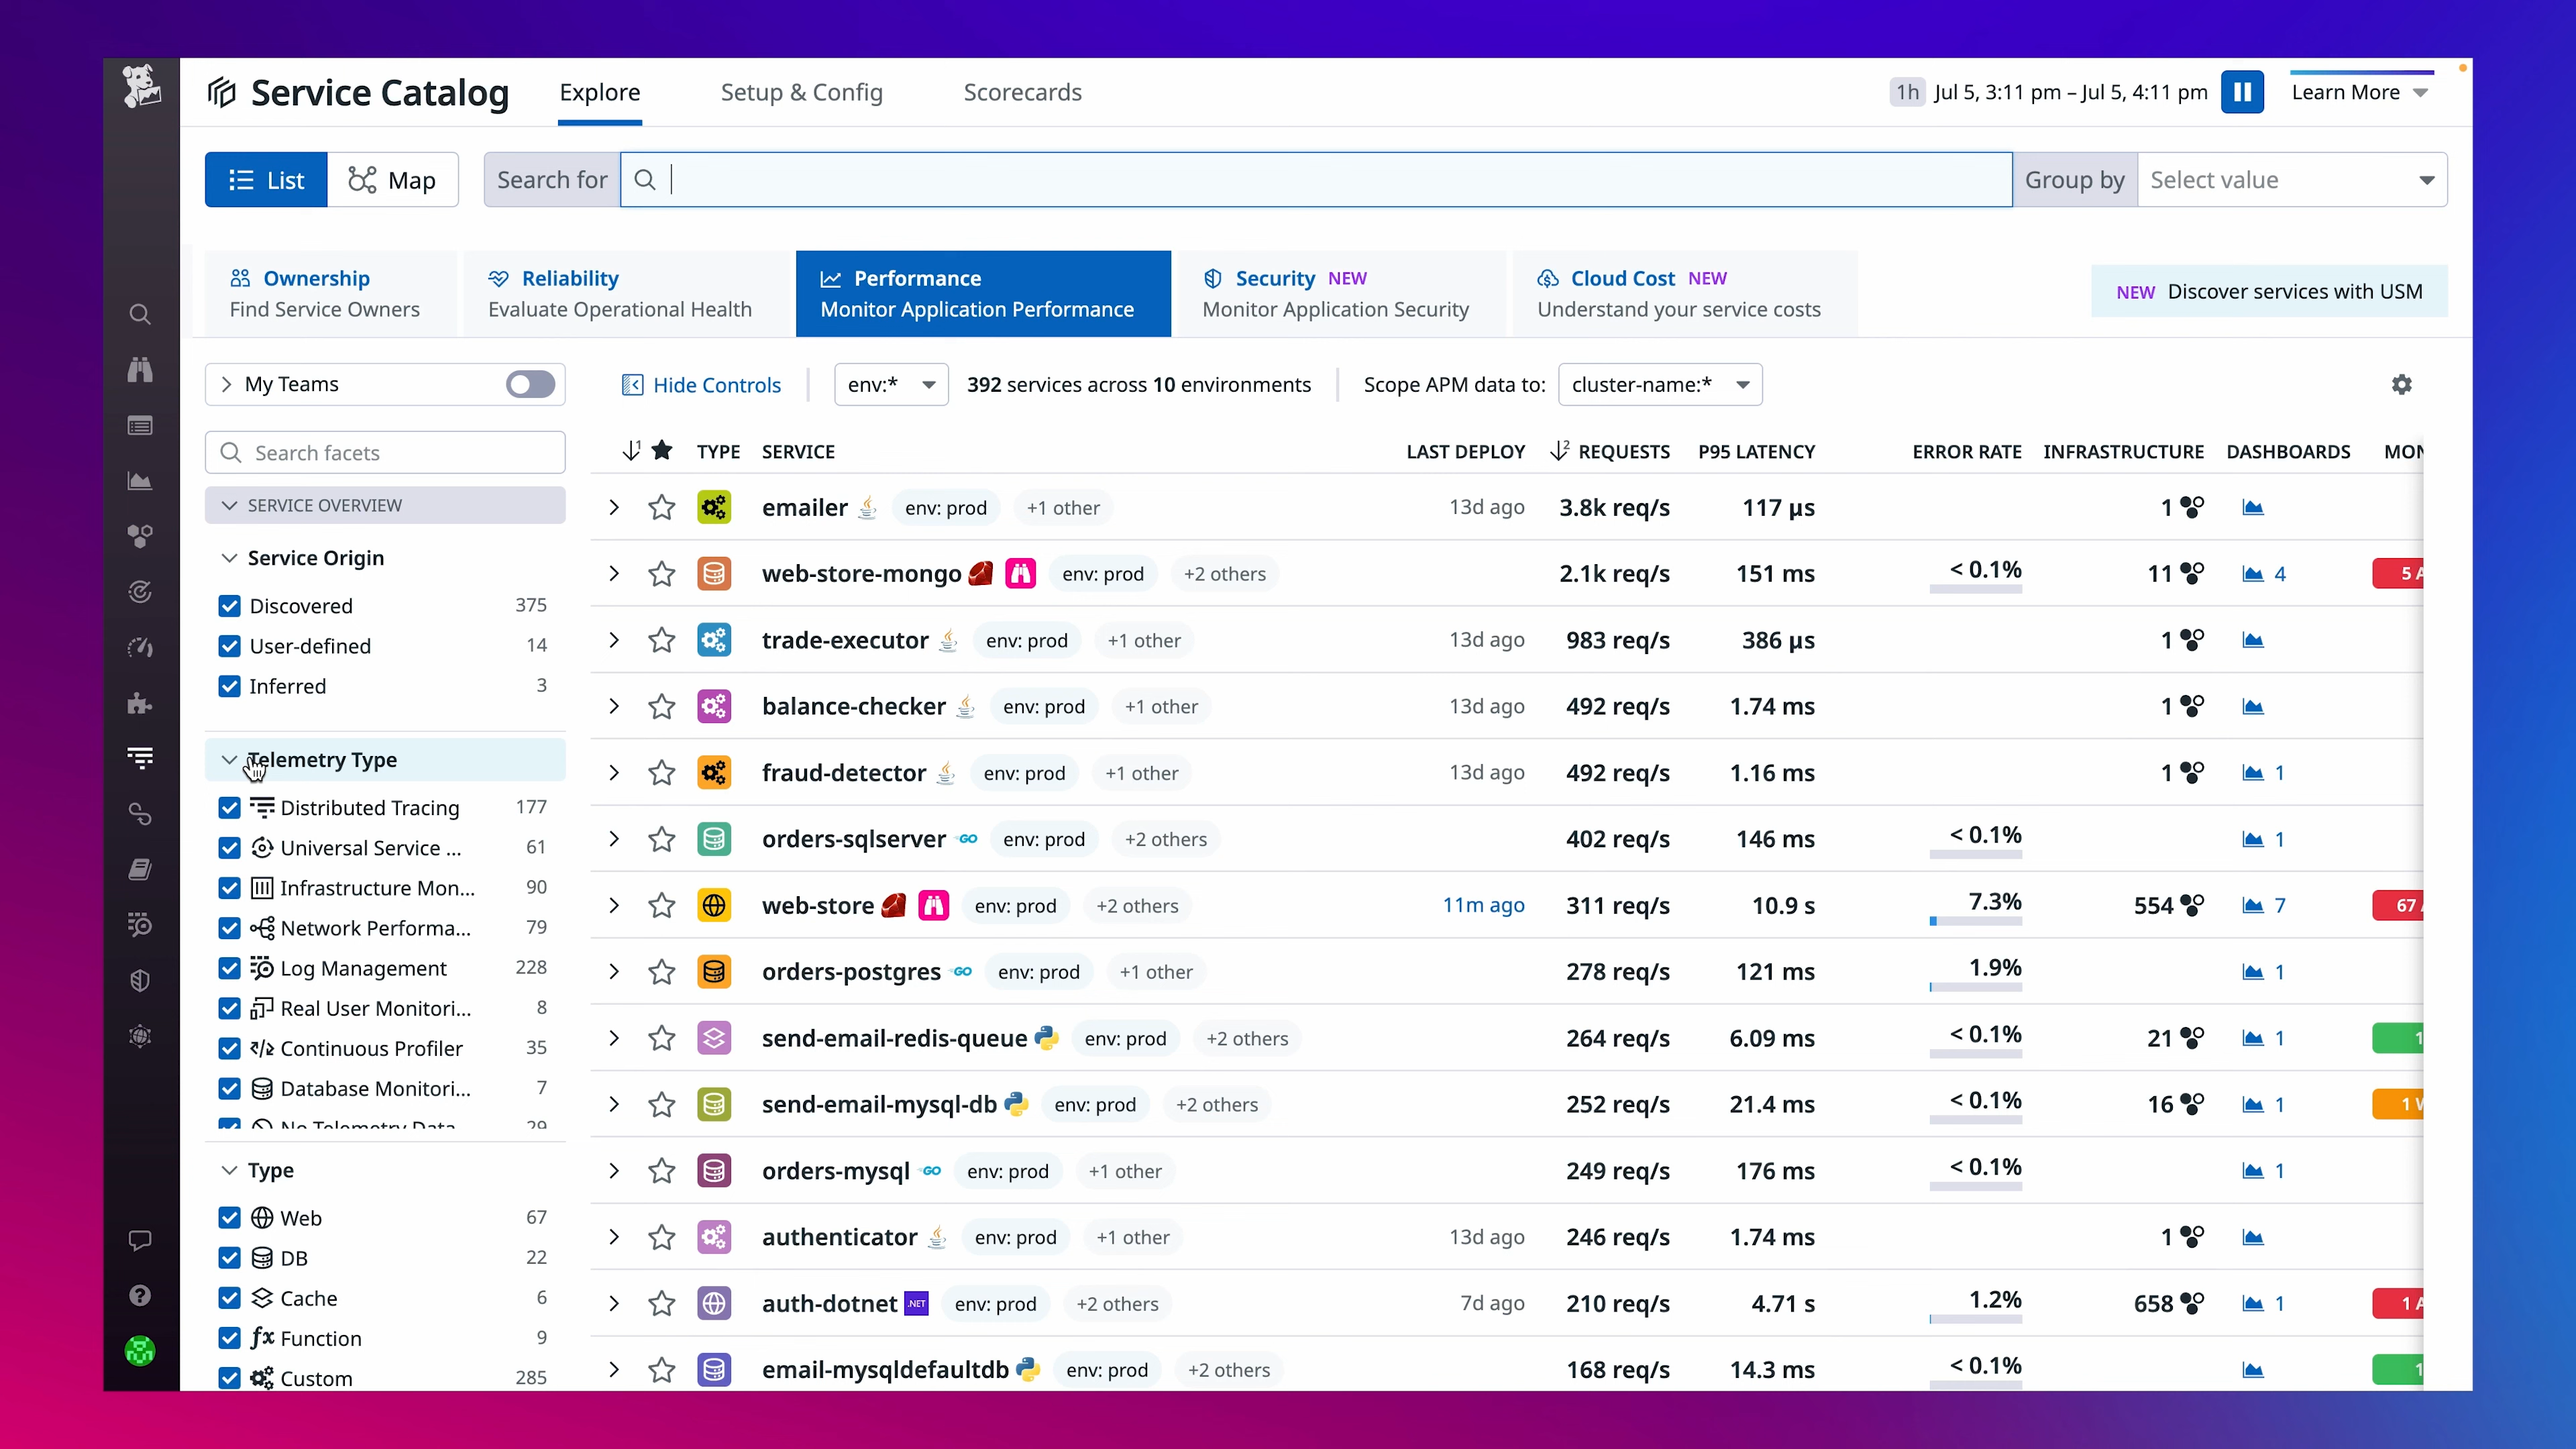 Service Catalog
Explore
Setup & Config
Scorecards
1h Jul 5, 3:11 pm – Jul 5, 4:11 pm
Learn More
List
Map
Search for
Group by
Select value
Ownership
Find Service Owners
Reliability
Evaluate Operational Health
Performance
Monitor Application Performance
Security NEW
Monitor Application Security
Cloud Cost NEW
Understand your service costs
NEW Discover services with USM
My Teams
Search facets
SERVICE OVERVIEW
Service Origin
Discovered 375
User-defined 14
Inferred 3
Telemetry Type
Distributed Tracing 177
Universal Service ... 61
Infrastructure Mon... 90
Network Performa... 79
Log Management 228
Real User Monitori... 8
Continuous Profiler 35
Database Monitori... 7
No Telemetry Data 29
Type
Web 67
DB 22
Cache 6
Function 9
Custom 285
Hide Controls
env:*
392 services across 10 environments
Scope APM data to:
cluster-name:*
1 TYPE SERVICE LAST DEPLOY 2 REQUESTS P95 LATENCY ERROR RATE INFRASTRUCTURE DASHBOARDS MON
emailer env: prod +1 other 13d ago 3.8k req/s 117 µs 1
web-store-mongo env: prod +2 others 2.1k req/s 151 ms < 0.1% 11 4 5 A
trade-executor env: prod +1 other 13d ago 983 req/s 386 µs 1
balance-checker env: prod +1 other 13d ago 492 req/s 1.74 ms 1
fraud-detector env: prod +1 other 13d ago 492 req/s 1.16 ms 1 1
orders-sqlserver GO env: prod +2 others 402 req/s 146 ms < 0.1% 1
web-store env: prod +2 others 11m ago 311 req/s 10.9 s 7.3% 554 7 67
orders-postgres GO env: prod +1 other 278 req/s 121 ms 1.9% 1
send-email-redis-queue env: prod +2 others 264 req/s 6.09 ms < 0.1% 21 1 1
send-email-mysql-db env: prod +2 others 252 req/s 21.4 ms < 0.1% 16 1 1 W
orders-mysql GO env: prod +1 other 249 req/s 176 ms < 0.1% 1
authenticator env: prod +1 other 13d ago 246 req/s 1.74 ms 1
auth-dotnet .NET env: prod +2 others 7d ago 210 req/s 4.71 s 1.2% 658 1 1 A
email-mysqldefaultdb env: prod +2 others 168 req/s 14.3 ms < 0.1% 1